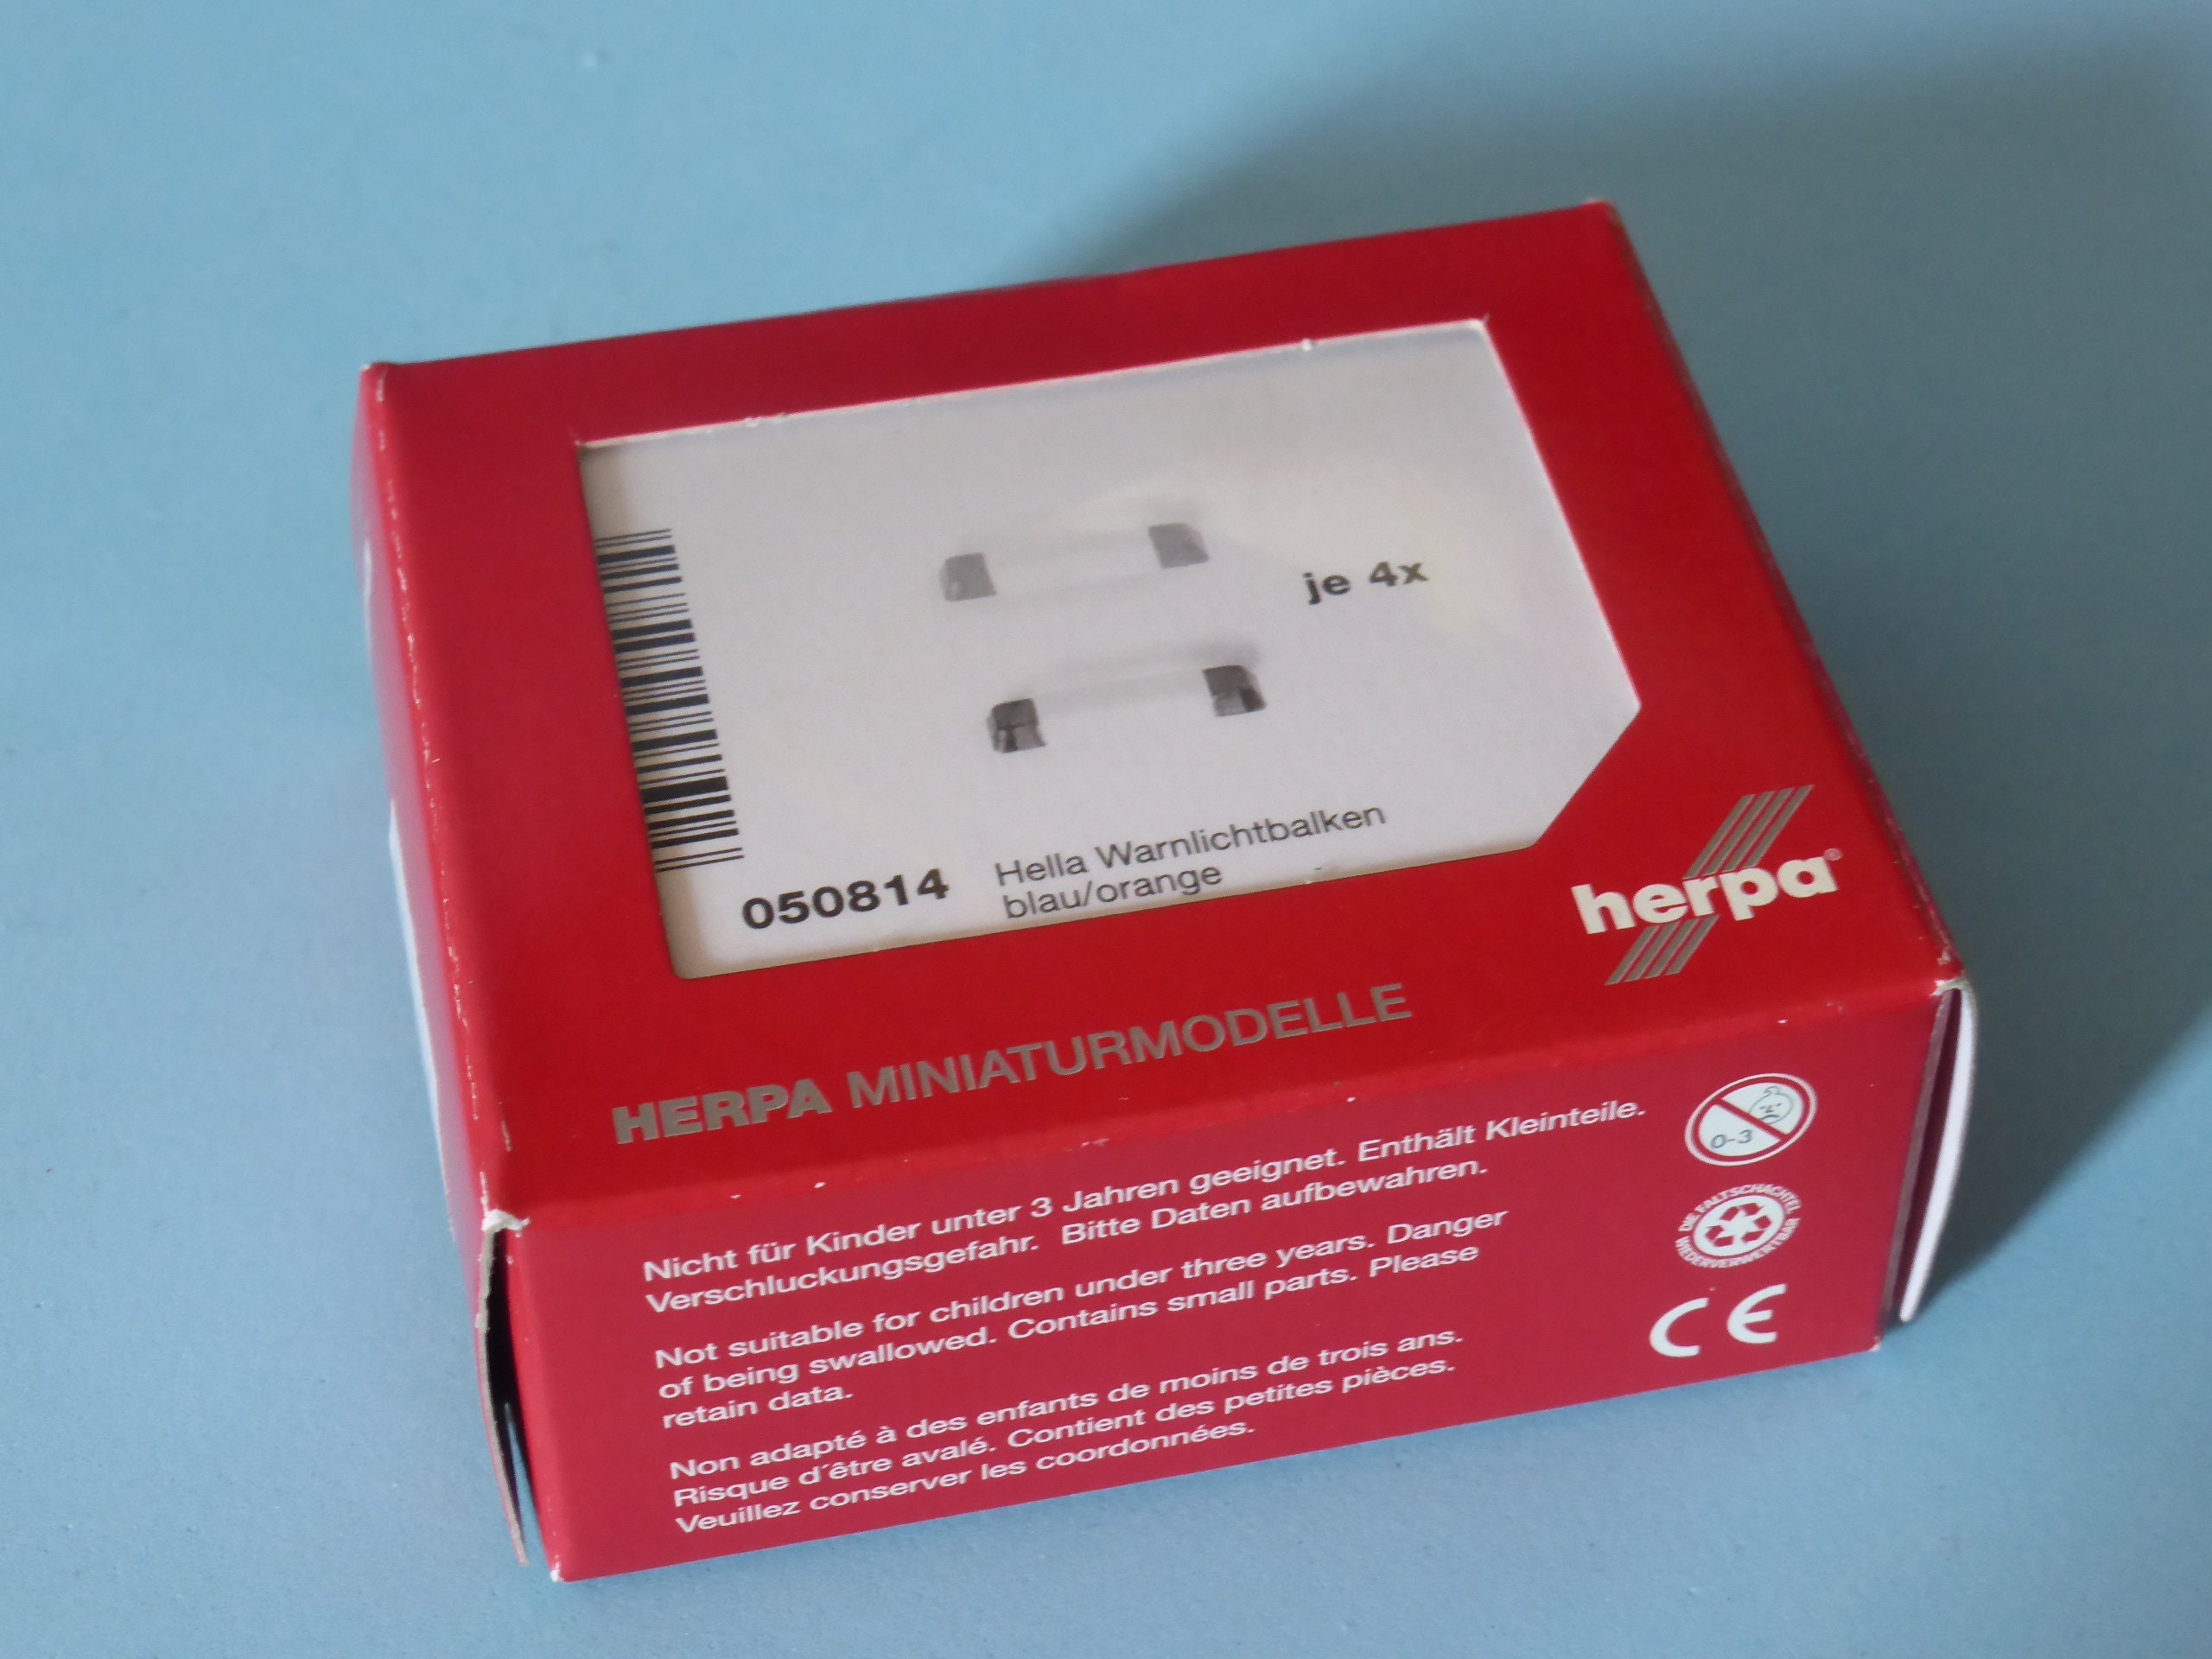 je 4x
050814
Hella Warnlichtbalken
blau/orange
herpa®
HERPA MINIATURMODELLE
Nicht für Kinder unter 3 Jahren geeignet. Enthält Kleinteile.
Verschluckungsgefahr. Bitte Daten aufbewahren.
Not suitable for children under three years. Danger
of being swallowed. Contains small parts. Please
retain data.
Non adapté à des enfants de moins de trois ans.
Risque d´être avalé. Contient des petites pièces.
Veuillez conserver les coordonnées.
0-3
DIE FALTSCHACHTEL
WIEDERVERWERTBAR
CE